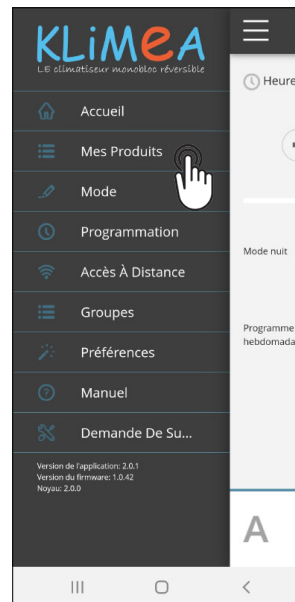 KLiMeA
LE climatiseur monobloc réversible
Accueil
Mes Produits
Mode
Programmation
Accès À Distance
Groupes
Préférences
Manuel
Demande De Su...
Version de l'application: 2.0.1
Version du firmware: 1.0.42
Noyau: 2.0.0
Heure
Mode nuit
Programme
hebdomada
A